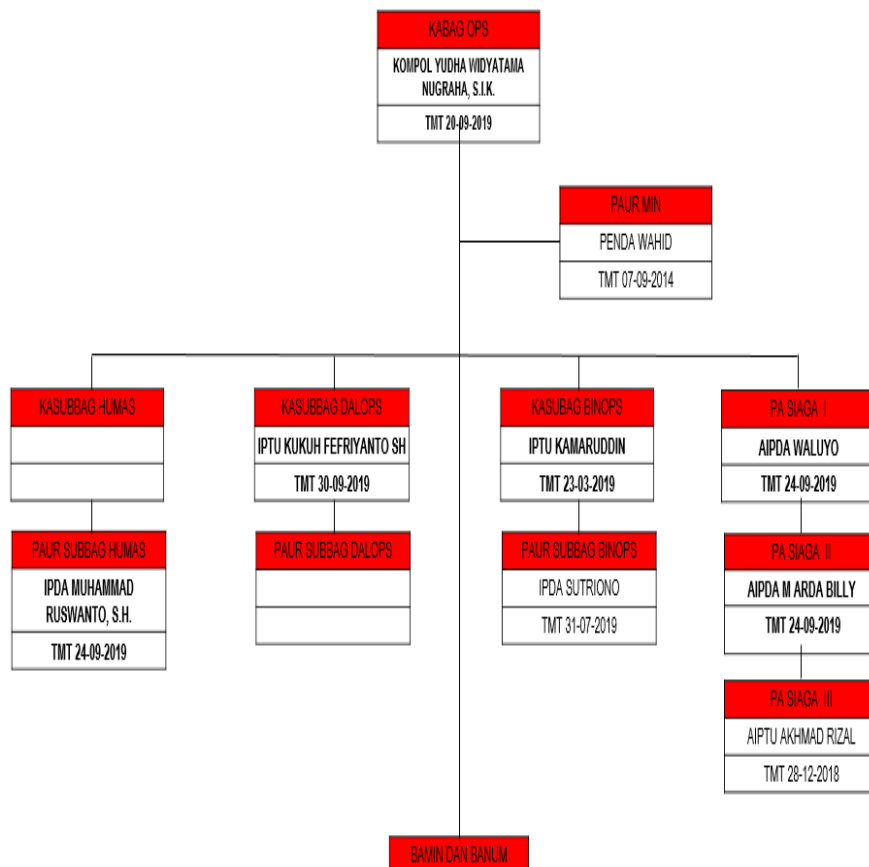 KABAG OPS
KOMPOL YUDHA WIDYATAMA
NUGRAHA, S.I.K.
TMT 20-09-2019
PAUR MIN
PENDA WAHID
TMT 07-09-2014
KASUBBAG HUMAS
PAUR SUBBAG HUMAS
IPDA MUHAMMAD
RUSWANTO, S.H.
TMT 24-09-2019
KASUBBAG DALOPS
IPTU KUKUH FEFRIYANTO SH
TMT 30-09-2019
PAUR SUBBAG DALOPS
KASUBAG BINOPS
IPTU KAMARUDDIN
TMT 23-03-2019
PAUR SUBBAG BINOPS
IPDA SUTRIONO
TMT 31-07-2019
PA SIAGA I
AIPDA WALUYO
TMT 24-09-2019
PA SIAGA II
AIPDA M ARDA BILLY
TMT 24-09-2019
PA SIAGA III
AIPTU AKHMAD RIZAL
TMT 28-12-2018
BAMIN DAN BANUM